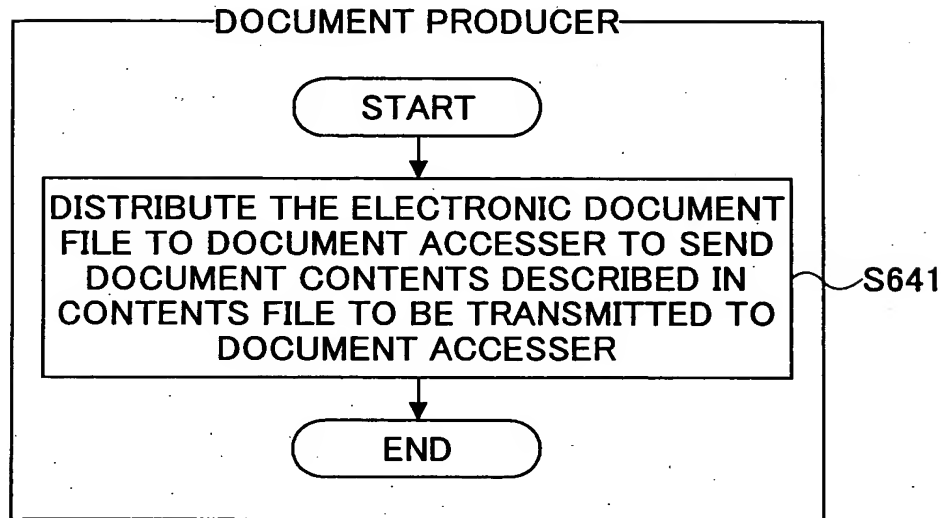 DOCUMENT PRODUCER
START
DISTRIBUTE THE ELECTRONIC DOCUMENT
FILE TO DOCUMENT ACCESSER TO SEND
DOCUMENT CONTENTS DESCRIBED IN
CONTENTS FILE TO BE TRANSMITTED TO
DOCUMENT ACCESSER
S641
END